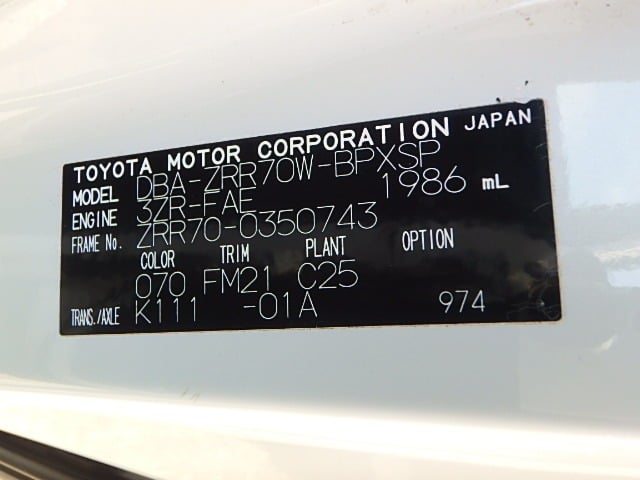 TOYOTA MOTOR CORPORATION JAPAN
MODEL DBA-ZRR70W-BPXSP
ENGINE 3ZR-FAE 1986 mL
FRAME No. ZRR70-0350743
COLOR TRIM PLANT OPTION
070 FM21 C25
TRANS./AXLE K111 -01A 974